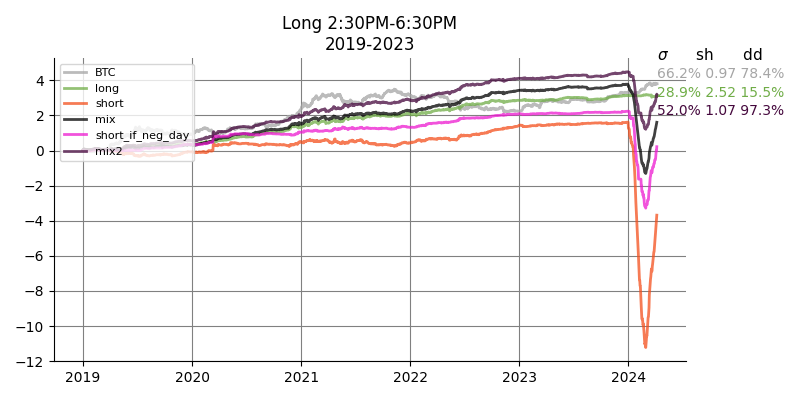 Long 2:30PM-6:30PM
2019-2023
σ sh dd
66.2% 0.97 78.4%
28.9% 2.52 15.5%
52.0% 1.07 97.3%
BTC
long
short
mix
short_if_neg_day
mix2
4
2
0
−2
−4
−6
−8
−10
−12
2019 2020 2021 2022 2023 2024